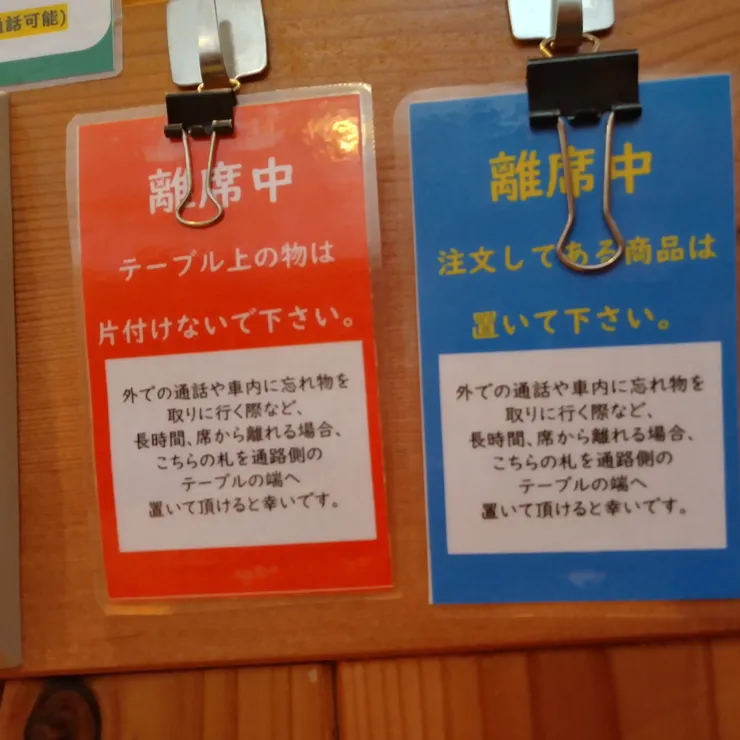 話可能)
離席中
テーブル上の物は
片付けないで下さい。
外での通話や車内に忘れ物を
取りに行く際など、
長時間、席から離れる場合、
こちらの札を通路側の
テーブルの端へ
置いて頂けると幸いです。
離席中
注文してある商品は
置いて下さい。
外での通話や車内に忘れ物を
取りに行く際など、
長時間、席から離れる場合、
こちらの札を通路側の
テーブルの端へ
置いて頂けると幸いです。